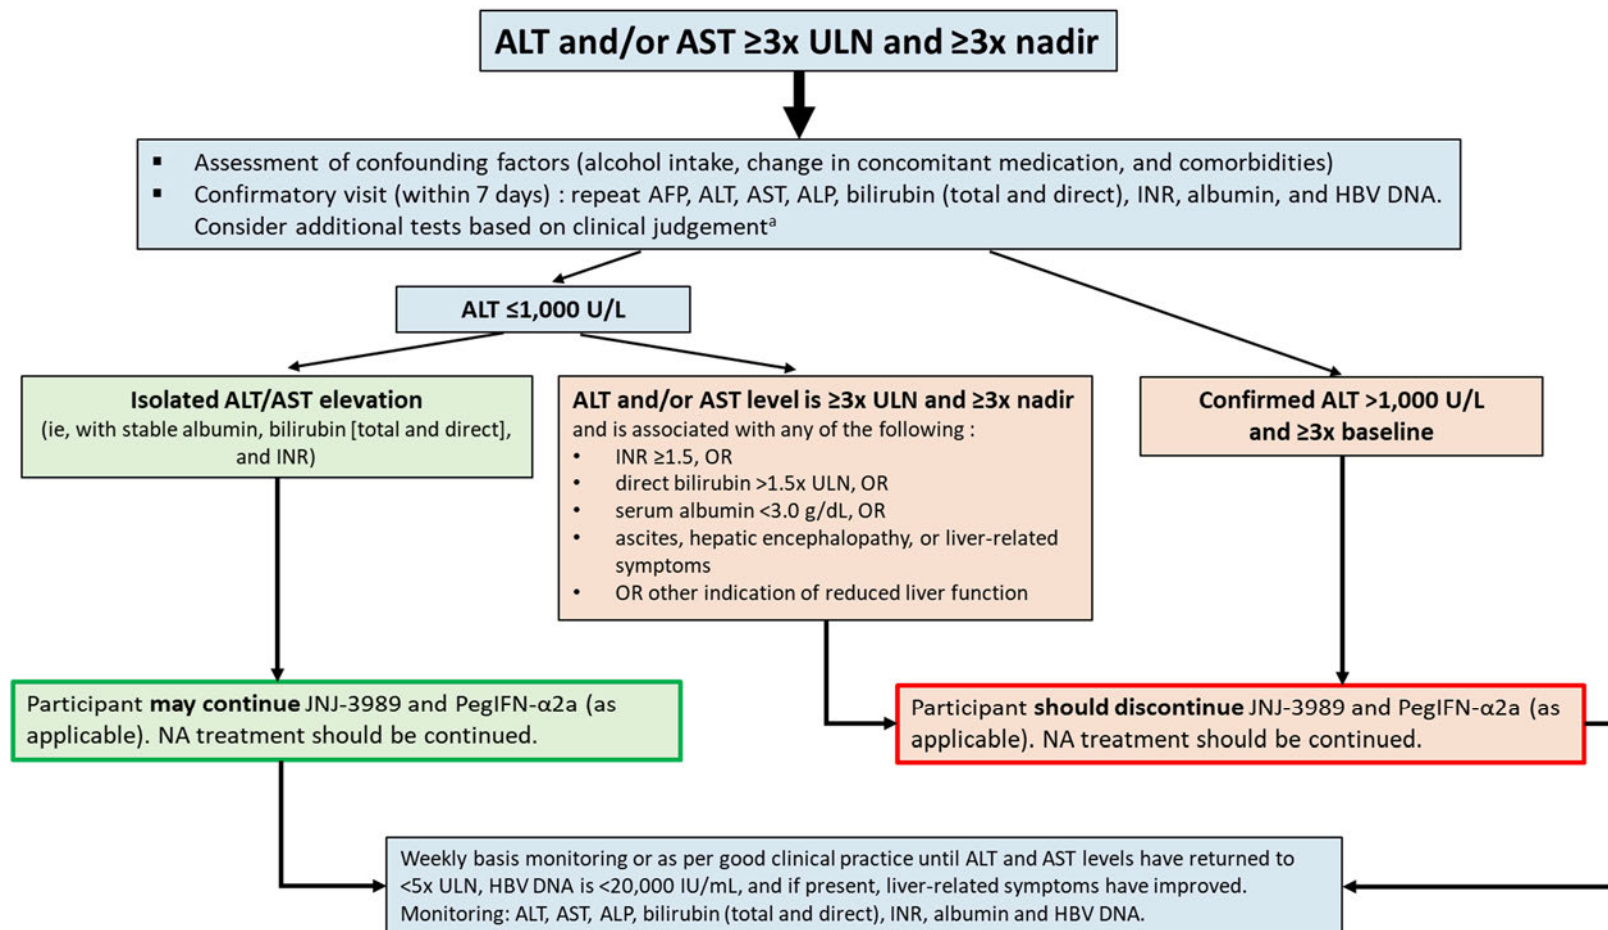 ALT and/or AST ≥3x ULN and ≥3x nadir
▪ Assessment of confounding factors (alcohol intake, change in concomitant medication, and comorbidities)
▪ Confirmatory visit (within 7 days) : repeat AFP, ALT, AST, ALP, bilirubin (total and direct), INR, albumin, and HBV DNA.
Consider additional tests based on clinical judgementᵃ
ALT ≤1,000 U/L
Isolated ALT/AST elevation
(ie, with stable albumin, bilirubin [total and direct],
and INR)
ALT and/or AST level is ≥3x ULN and ≥3x nadir
and is associated with any of the following :
• INR ≥1.5, OR
• direct bilirubin >1.5x ULN, OR
• serum albumin <3.0 g/dL, OR
• ascites, hepatic encephalopathy, or liver-related
symptoms
• OR other indication of reduced liver function
Confirmed ALT >1,000 U/L
and ≥3x baseline
Participant may continue JNJ-3989 and PegIFN-α2a (as
applicable). NA treatment should be continued.
Participant should discontinue JNJ-3989 and PegIFN-α2a (as
applicable). NA treatment should be continued.
Weekly basis monitoring or as per good clinical practice until ALT and AST levels have returned to
<5x ULN, HBV DNA is <20,000 IU/mL, and if present, liver-related symptoms have improved.
Monitoring: ALT, AST, ALP, bilirubin (total and direct), INR, albumin and HBV DNA.